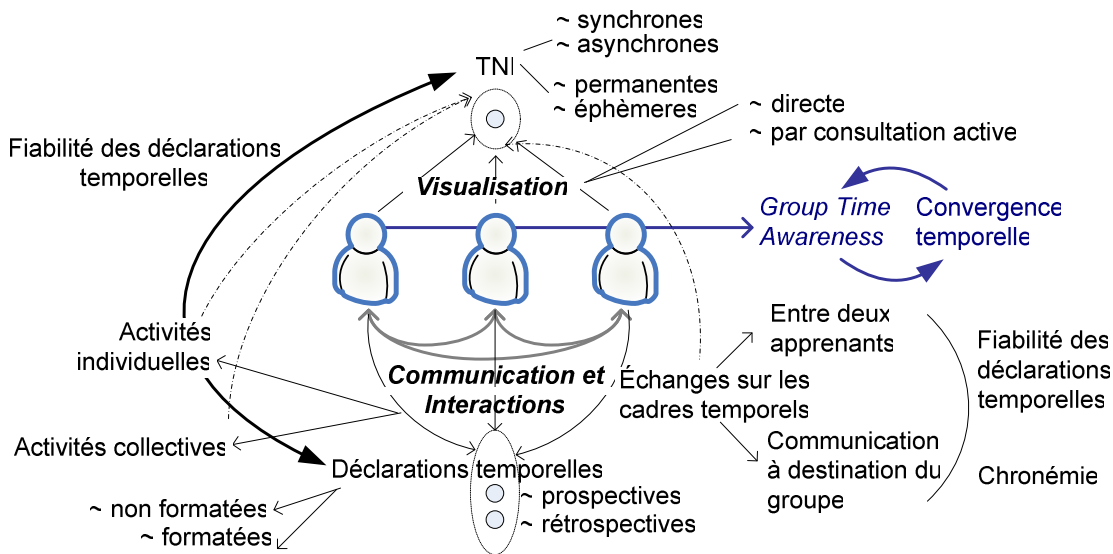 ~ synchrones
~ asynchrones
TNI
~ permanentes
~ éphèmeres
~ directe
~ par consultation active
Fiabilité des déclarations
temporelles
Visualisation
Group Time
Awareness
Convergence
temporelle
Activités
individuelles
Entre deux
apprenants
Fiabilité des
déclarations
temporelles
Communication et
Interactions
Échanges sur les
cadres temporels
Activités collectives
Communication
à destination du
groupe
Chronémie
Déclarations temporelles
~ non formatées
~ formatées
~ prospectives
~ rétrospectives